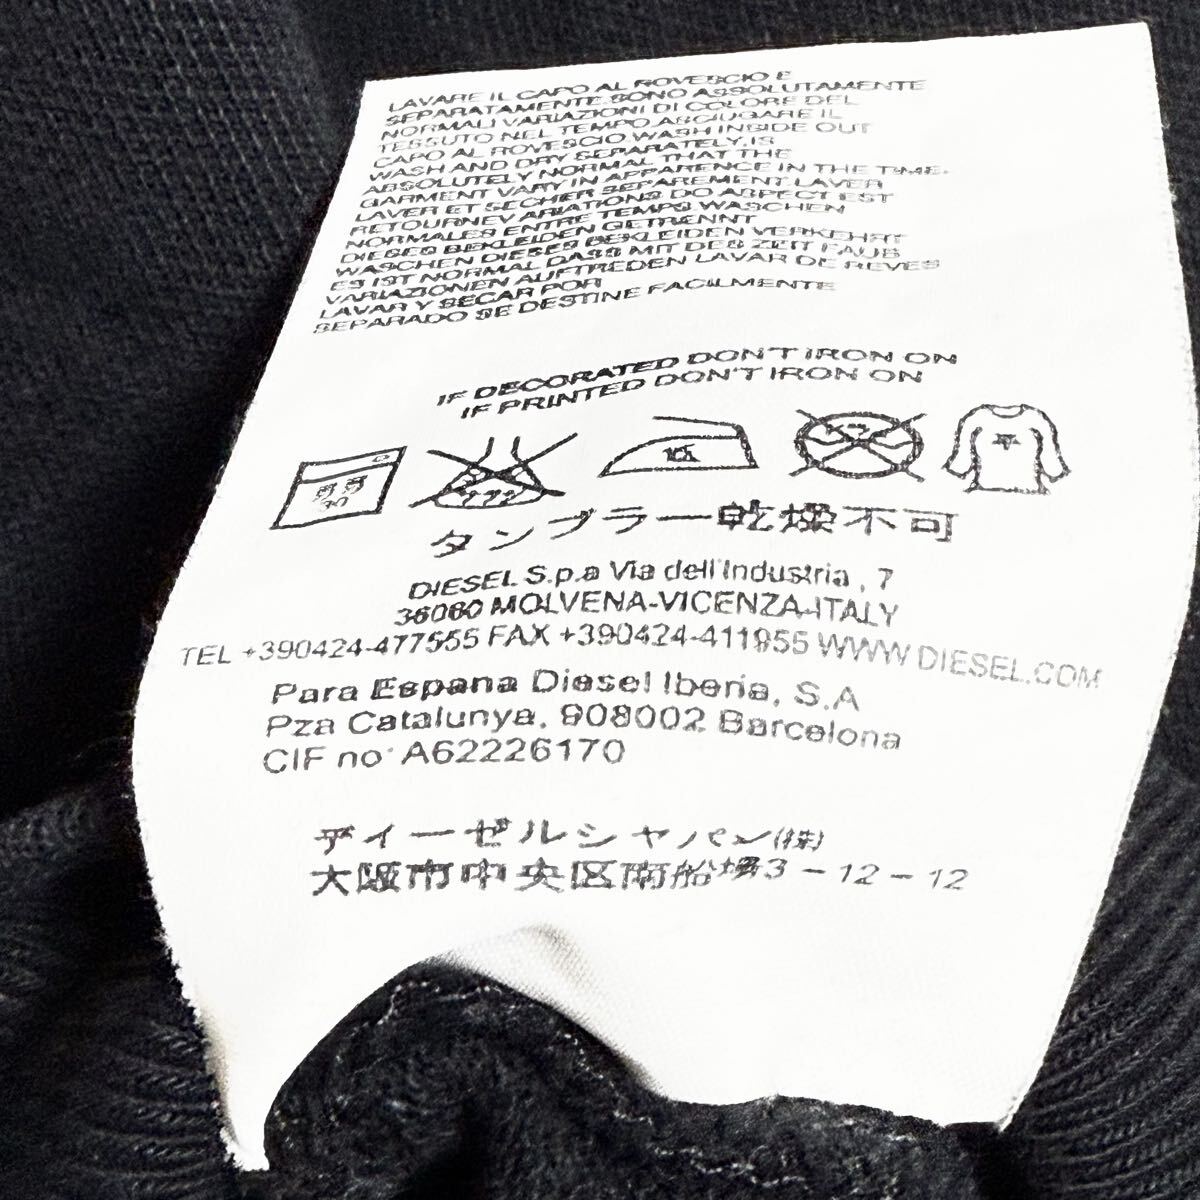 LAVARE IL CAPO AL ROVESCIO E
SEPARATAMENTE.SONO ASSOLUTAMENTE
NORMALI VARIAZIONI DI COLORE DEL
TESSUTO NEL TEMPO.ASCIUGARE IL
CAPO AL ROVESCIO WASH INSIDE OUT
WASH AND DRY SEPARATELY.IS
ABSOLUTELY NORMAL THAT THE
GARMENT VARY IN APPARENCE IN THE TIME.
LAVER ET SECHER SEPAREMENT.LAVER
RETOURNEV ARIATIONS DO ASPECT EST
NORMALES ENTRE TEMPS WASCHEN
DIESES BEKLEIDEN GETRENNT
WASCHEN DIESES BEKLEIDEN VERKEHRT
ES IST NORMAL DASS MIT DES ZEIT FAUS
VARIAZIONEN AUFTREDEN LAVAR DE REVES
LAVAR Y SECAR POR
SEPARADO SE DESTINE FACILMENTE
IF DECORATED DON'T IRON ON
IF PRINTED DON'T IRON ON
30
タンブラー乾燥不可
DIESEL S.p.a Via dell'Industria , 7
36060 MOLVENA-VICENZA-ITALY
TEL +390424-477555 FAX +390424-411955 WWW DIESEL.COM
Para Espana Diesel Iberia, S.A
Pza Catalunya, 908002 Barcelona
CIF no A62226170
ディーゼルジャパン(株)
大阪市中央区南船場3-12-12